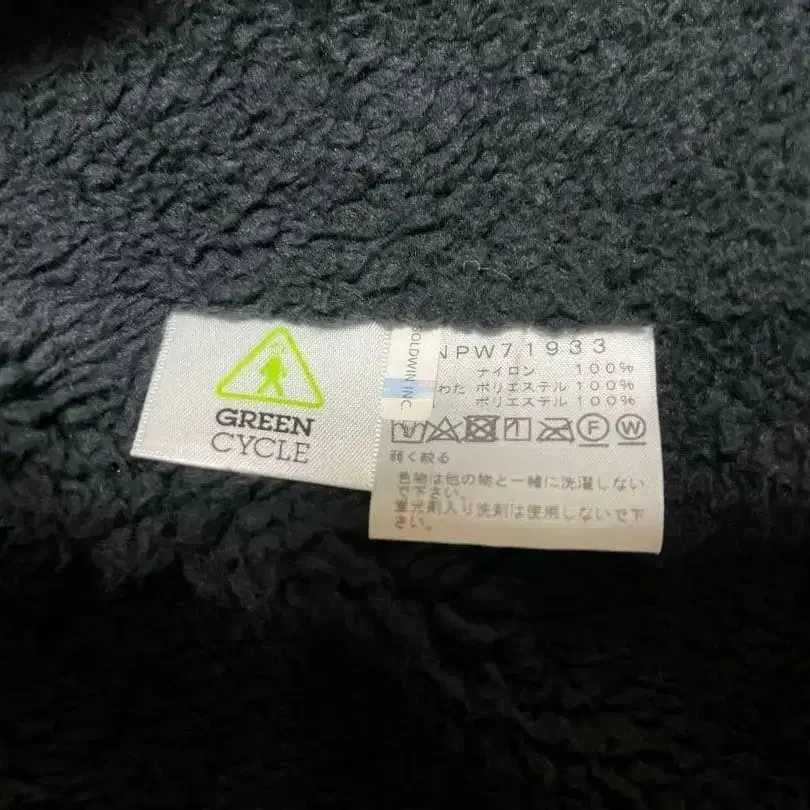 GREEN
CYCLE
GOLDWIN INC.
NPW71933
ナイロン 100%
わた ポリエステル 100%
ポリエステル 100%
F W
弱く絞る
色物は他の物と一緒に洗濯しない
で下さい。
蛍光剤入り洗剤は使用しないで下
さい。